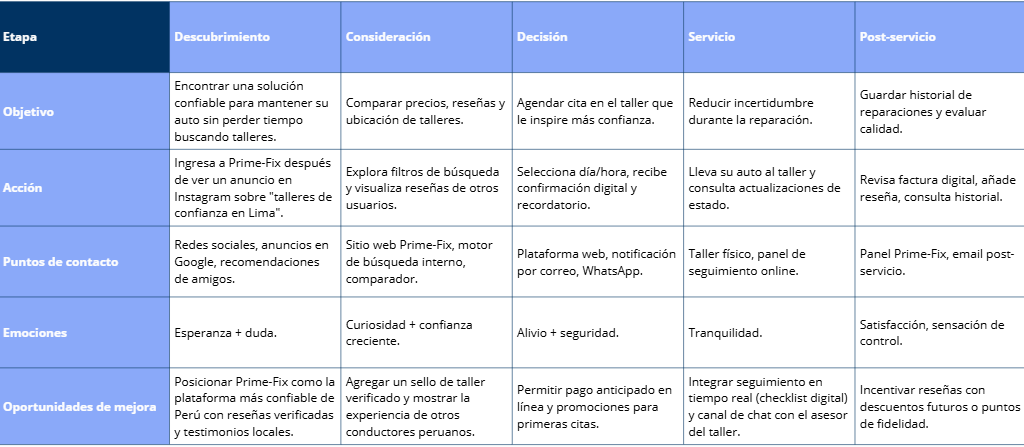 Etapa
Descubrimiento
Consideración
Decisión
Servicio
Post-servicio
Objetivo
Encontrar una solución
confiable para mantener su
auto sin perder tiempo
buscando talleres.
Comparar precios, reseñas y
ubicación de talleres.
Agendar cita en el taller que
le inspire más confianza.
Reducir incertidumbre
durante la reparación.
Guardar historial de
reparaciones y evaluar
calidad.
Acción
Ingresa a Prime-Fix después
de ver un anuncio en
Instagram sobre "talleres de
confianza en Lima".
Explora filtros de búsqueda
y visualiza reseñas de otros
usuarios.
Selecciona día/hora, recibe
confirmación digital y
recordatorio.
Lleva su auto al taller y
consulta actualizaciones de
estado.
Revisa factura digital, añade
reseña, consulta historial.
Puntos de contacto
Redes sociales, anuncios en
Google, recomendaciones
de amigos.
Sitio web Prime-Fix, motor
de búsqueda interno,
comparador.
Plataforma web, notificación
por correo, WhatsApp.
Taller físico, panel de
seguimiento online.
Panel Prime-Fix, email post-
servicio.
Emociones
Esperanza + duda.
Curiosidad + confianza
creciente.
Alivio + seguridad.
Tranquilidad.
Satisfacción, sensación de
control.
Oportunidades de mejora
Posicionar Prime-Fix como la
plataforma más confiable de
Perú con reseñas verificadas
y testimonios locales.
Agregar un sello de taller
verificado y mostrar la
experiencia de otros
conductores peruanos.
Permitir pago anticipado en
línea y promociones para
primeras citas.
Integrar seguimiento en
tiempo real (checklist digital)
y canal de chat con el asesor
del taller.
Incentivar reseñas con
descuentos futuros o puntos
de fidelidad.